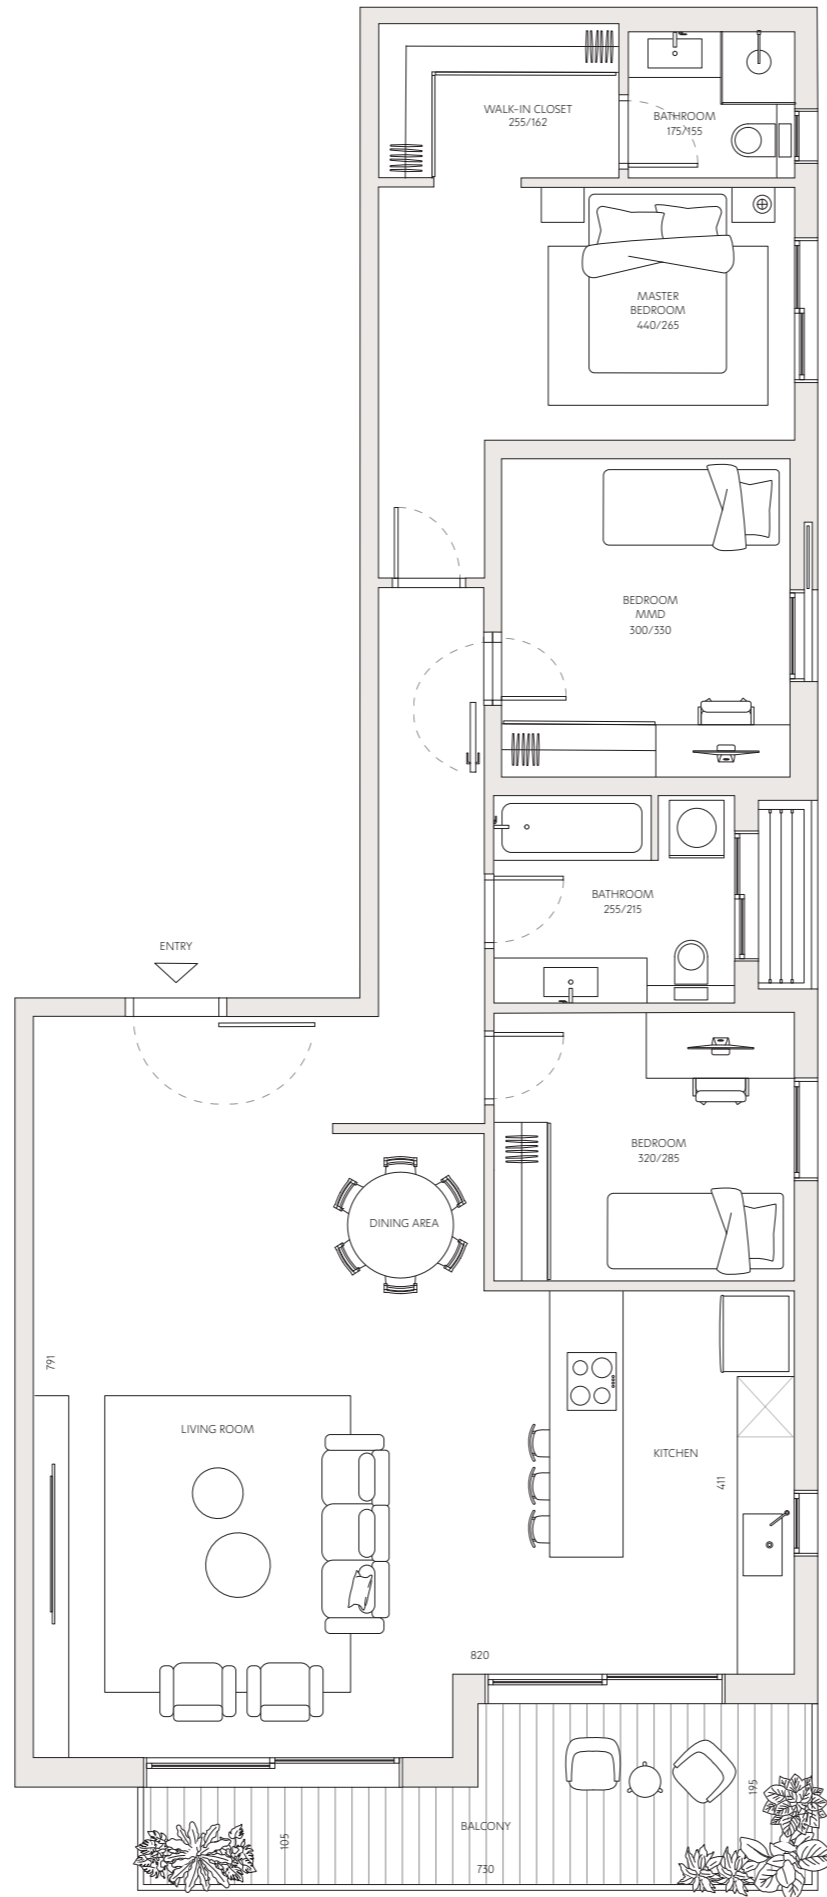 WALK-IN CLOSET
255/162
BATHROOM
175/155
MASTER
BEDROOM
440/265
BEDROOM
MMD
300/330
BATHROOM
255/215
ENTRY
BEDROOM
320/285
DINING AREA
791
LIVING ROOM
KITCHEN
411
820
195
BALCONY
105
730